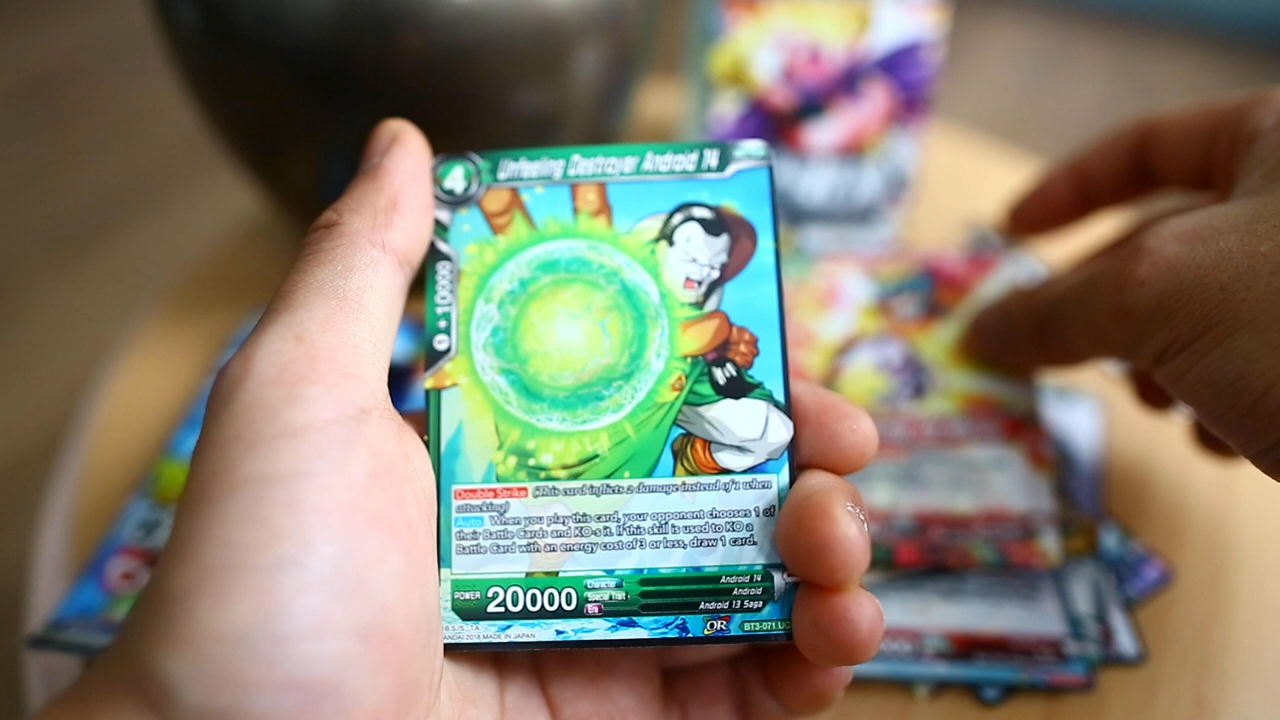 4
Unfeeling Destroyer Android 14
+10000
Double Strike (This card inflicts 2 damage instead of 1 when
attacking)
Auto When you play this card, your opponent chooses 1 of
their Battle Cards and KO-s it. If this skill is used to KO a
Battle Card with an energy cost of 3 or less, draw 1 card.
POWER 20000
Character Android 14
Special Trait Android
Era Android 13 Saga
B.S./S., T.A.
ANDAI 2018 MADE IN JAPAN
QR BT3-071 UC